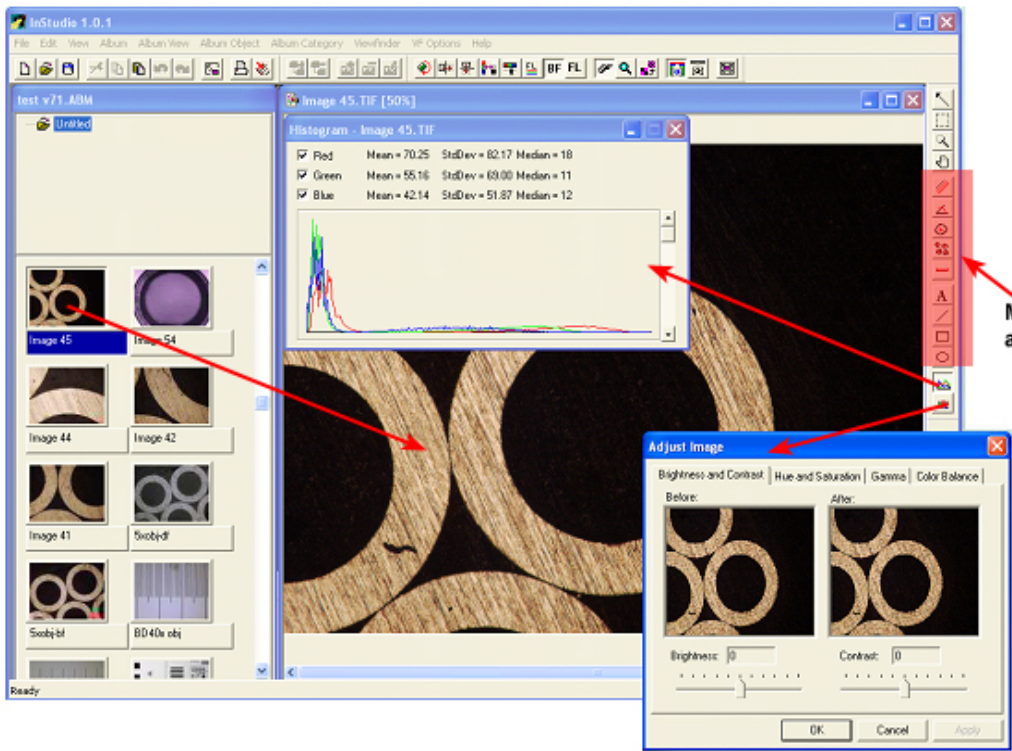 InStudio 1.0.1
File Edit View Album Album View Album Object Album Category Viewfinder VF Options Help
BF FL
test v71.ABM
Untitled
Image 45.TIF [50%]
Histogram - Image 45.TIF
Red Mean = 70.25 StdDev = 82.17 Median = 18
Green Mean = 55.16 StdDev = 69.00 Median = 11
Blue Mean = 42.14 StdDev = 51.87 Median = 12
A
M
a
Image 45
Image 54
Image 44
Image 42
Image 41
5xobj-df
5xobj-bf
BD40x obj
Adjust Image
Brightness and Contrast Hue and Saturation Gamma Color Balance
Before: After:
Brightness: 0 Contrast: 0
OK Cancel Apply
Ready